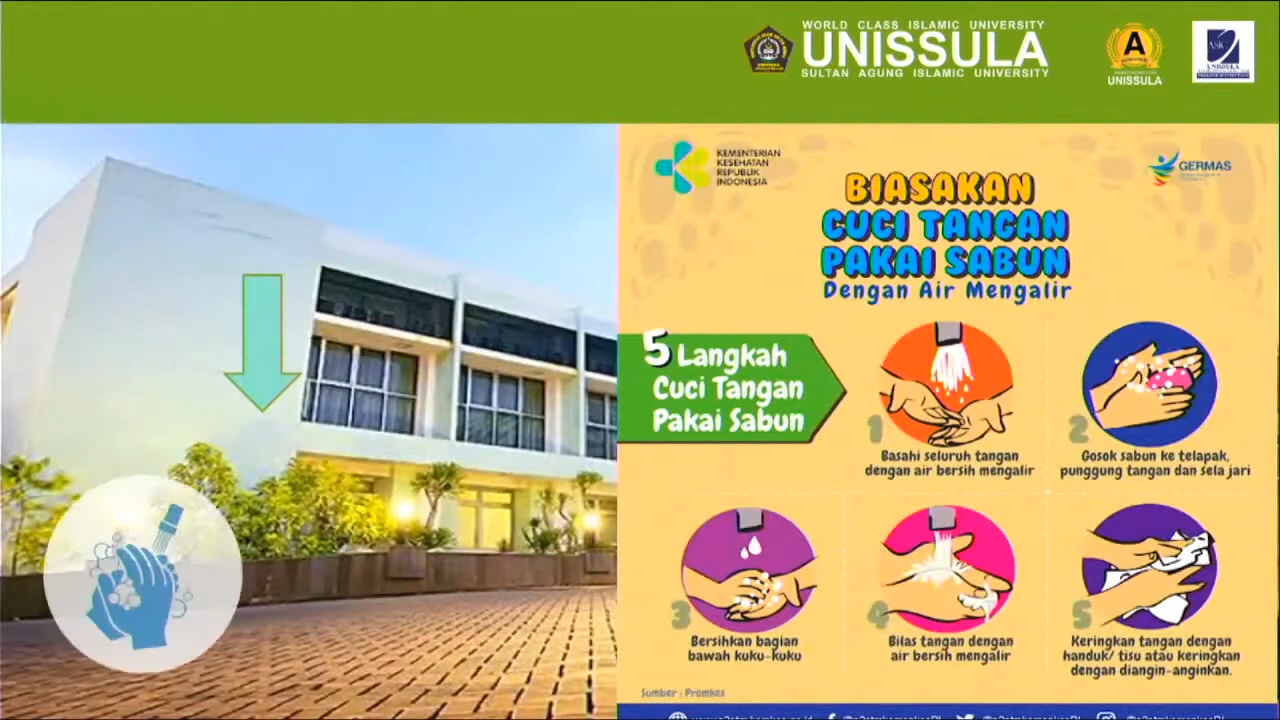 WORLD CLASS ISLAMIC UNIVERSITY
UNISSULA
SULTAN AGUNG ISLAMIC UNIVERSITY
A
UNISSULA
ASK
UNISSULA
KEMENTERIAN
KESEHATAN
REPUBLIK
INDONESIA
GERMAS
BIASAKAN
CUCI TANGAN
PAKAI SABUN
Dengan Air Mengalir
5 Langkah
Cuci Tangan
Pakai Sabun
1
Basahi seluruh tangan
dengan air bersih mengalir
2
Gosok sabun ke telapak,
punggung tangan dan sela jari
3
Bersihkan bagian
bawah kuku-kuku
4
Bilas tangan dengan
air bersih mengalir
5
Keringkan tangan dengan
handuk/ tisu atau keringkan
dengan diangin-anginkan.
Sumber : Promkes